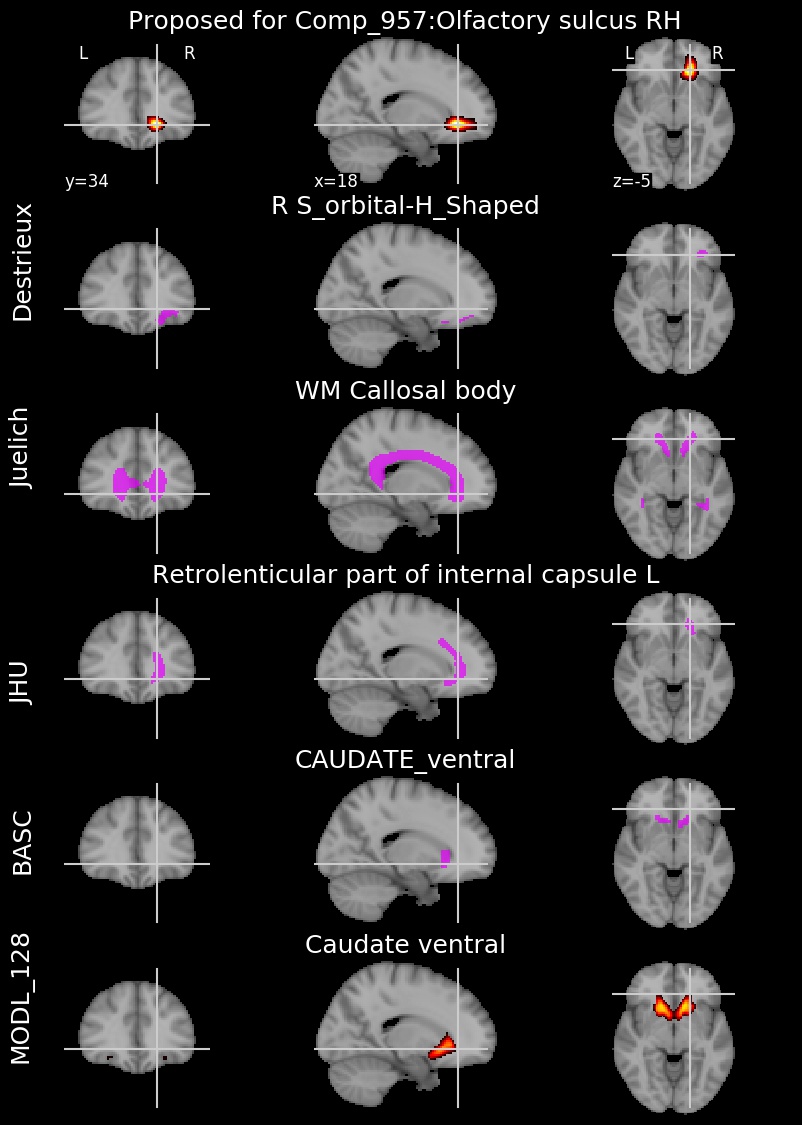 Proposed for Comp_957:Olfactory sulcus RH
L R L R
y=34 x=18 z=-5
Destrieux
R S_orbital-H_Shaped
Juelich
WM Callosal body
JHU
Retrolenticular part of internal capsule L
BASC
CAUDATE_ventral
MODL_128
Caudate ventral